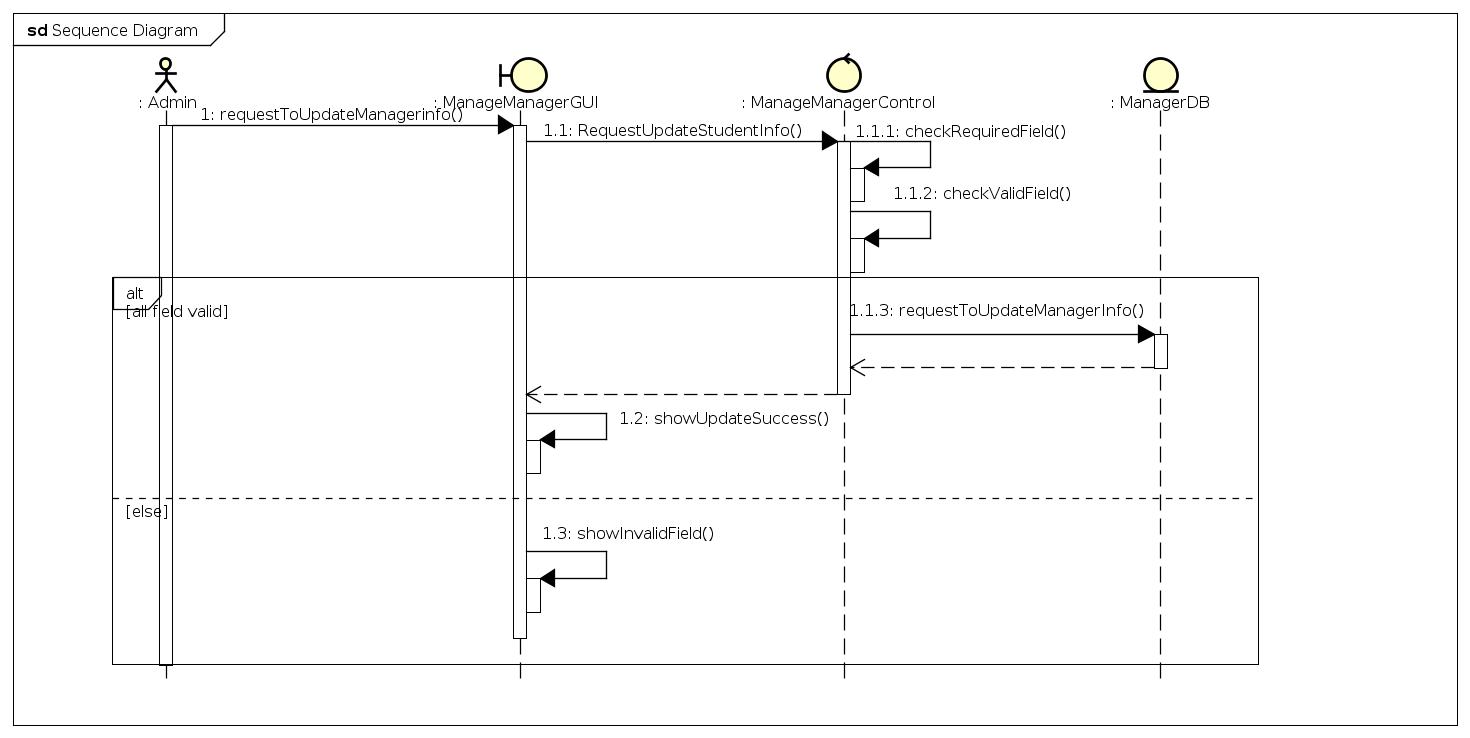 sd Sequence Diagram
: Admin
: ManageManagerGUI
: ManageManagerControl
: ManagerDB
1: requestToUpdateManagerinfo()
1.1: RequestUpdateStudentInfo()
1.1.1: checkRequiredField()
1.1.2: checkValidField()
alt
[all field valid]
1.1.3: requestToUpdateManagerInfo()
1.2: showUpdateSuccess()
[else]
1.3: showInvalidField()